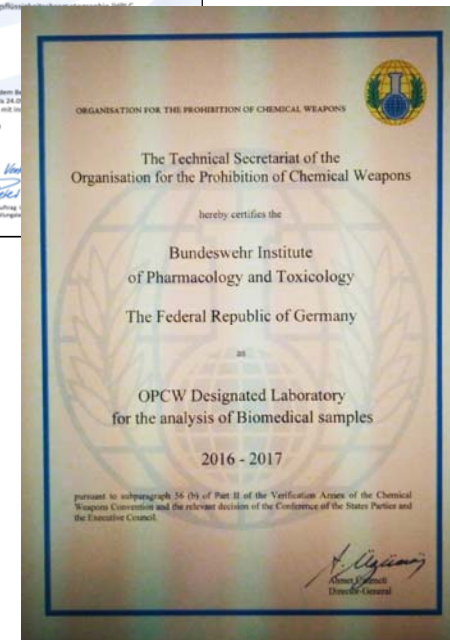 ORGANISATION FOR THE PROHIBITION OF CHEMICAL WEAPONS
The Technical Secretariat of the
Organisation for the Prohibition of Chemical Weapons
hereby certifies the
Bundeswehr Institute
of Pharmacology and Toxicology
The Federal Republic of Germany
as
OPCW Designated Laboratory
for the analysis of Biomedical samples
2016 - 2017
pursuant to subparagraph 56 (b) of Part II of the Verification Annex of the Chemical
Weapons Convention and the relevant decision of the Conference of the States Parties and
the Executive Council.
Director-General